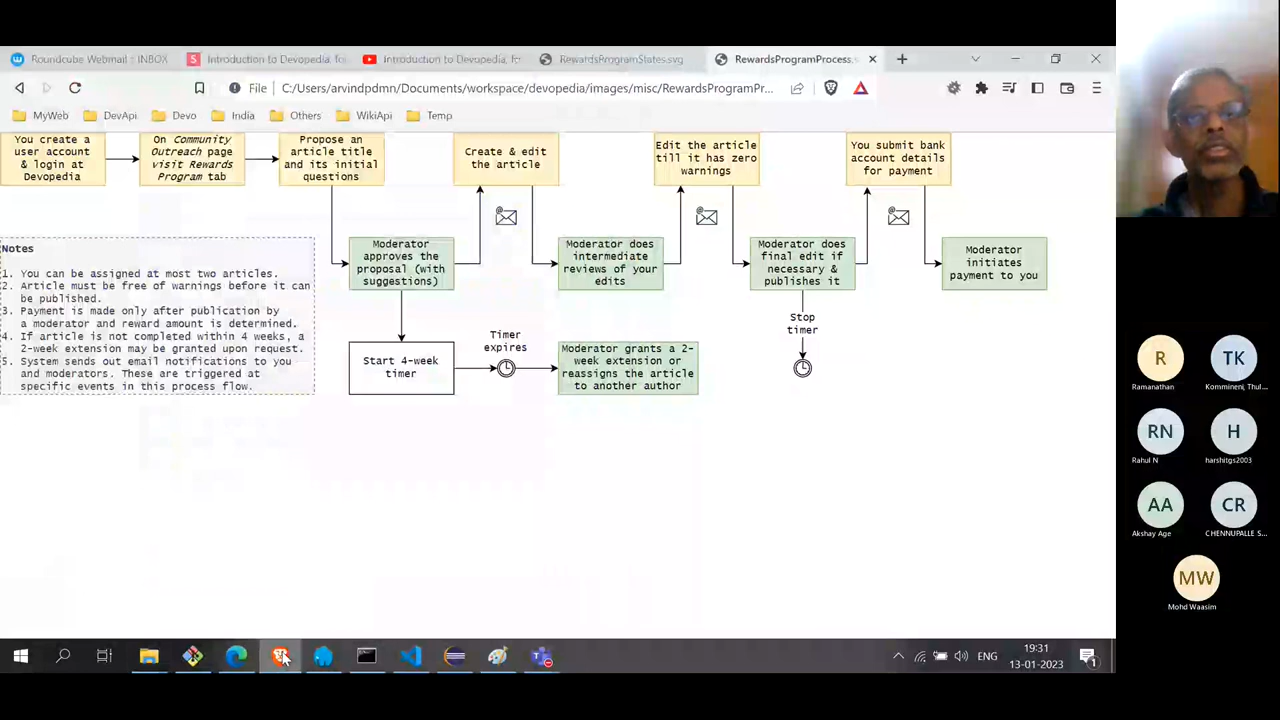 Roundcube Webmail :: INBOX
Introduction to Devopedia, fo
Introduction to Devopedia, fo
RewardsProgramStates.svg
RewardsProgramProcess.s
File
C:/Users/arvindpdmn/Documents/workspace/devopedia/images/misc/RewardsProgramPr...
MyWeb
DevApi
Devo
India
Others
WikiApi
Temp
You create a
user account
& login at
Devopedia
On Community
Outreach page
visit Rewards
Program tab
Propose an
article title
and its initial
questions
Create & edit
the article
Edit the article
till it has zero
warnings
You submit bank
account details
for payment
Moderator
approves the
proposal (with
suggestions)
Moderator does
intermediate
reviews of your
edits
Moderator does
final edit if
necessary &
publishes it
Moderator
initiates
payment to you
Notes
1. You can be assigned at most two articles.
2. Article must be free of warnings before it can
be published.
3. Payment is made only after publication by
a moderator and reward amount is determined.
4. If article is not completed within 4 weeks, a
2-week extension may be granted upon request.
5. System sends out email notifications to you
and moderators. These are triggered at
specific events in this process flow.
Start 4-week
timer
Timer
expires
Moderator grants a 2-
week extension or
reassigns the article
to another author
Stop
timer
R
Ramanathan
TK
Kommineni, Thul...
RN
Rahul N
H
harshitgs2003
AA
Akshay Age
CR
CHENNUPALLE S...
MW
Mohd Waasim
ENG
19:31
13-01-2023
1